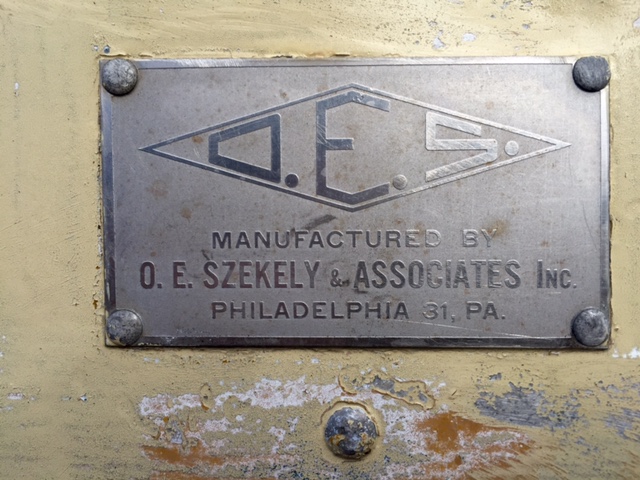 O.E.S.
MANUFACTURED BY
O. E. SZEKELY & ASSOCIATES INC.
PHILADELPHIA 31, PA.